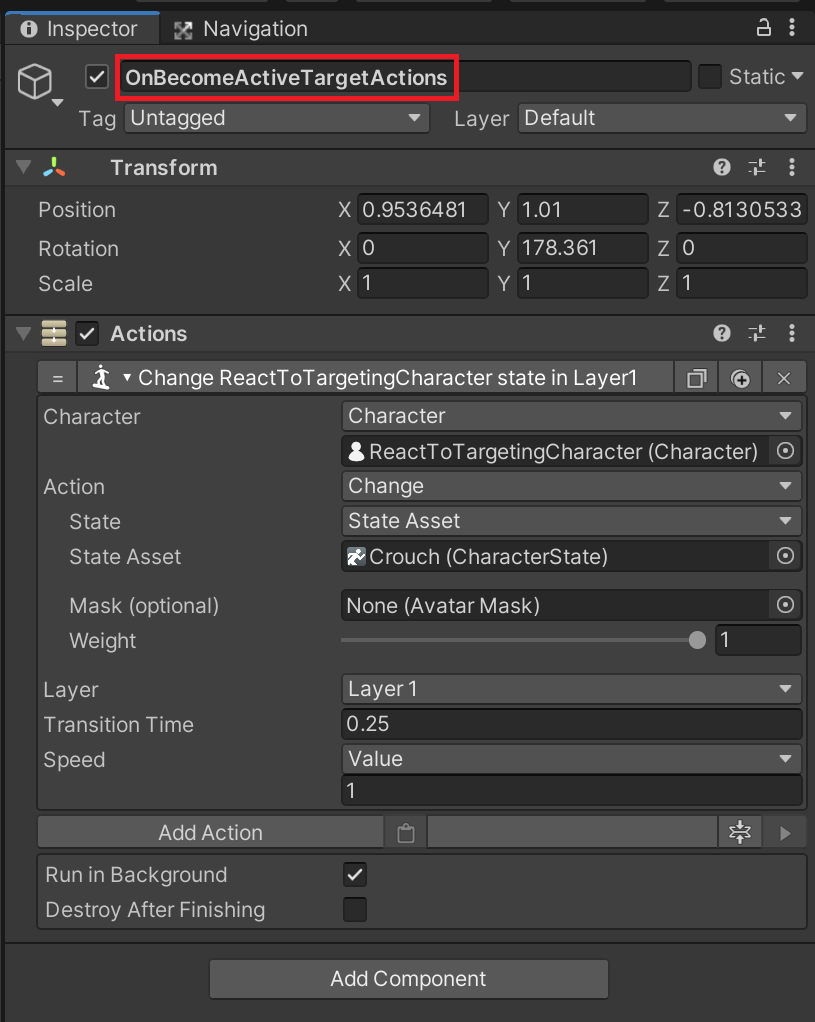 Inspector Navigation
OnBecomeActiveTargetActions Static
Tag Untagged Layer Default
Transform
Position X 0.9536481 Y 1.01 Z -0.8130533
Rotation X 0 Y 178.361 Z 0
Scale X 1 Y 1 Z 1
Actions
= Change ReactToTargetingCharacter state in Layer1
Character Character
ReactToTargetingCharacter (Character)
Action Change
State State Asset
State Asset Crouch (CharacterState)
Mask (optional) None (Avatar Mask)
Weight 1
Layer Layer 1
Transition Time 0.25
Speed Value
1
Add Action
Run in Background
Destroy After Finishing
Add Component